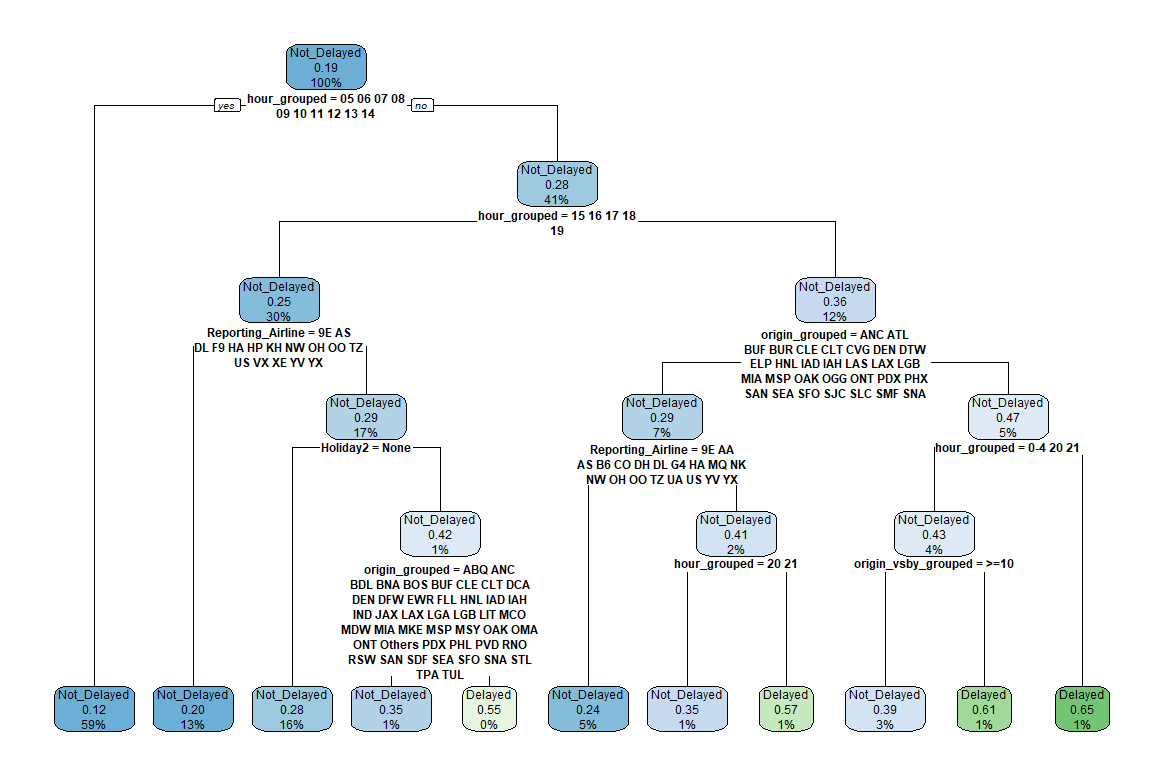 Not_Delayed
0.19
100%
yes
hour_grouped = 05 06 07 08
09 10 11 12 13 14
no
Not_Delayed
0.28
41%
hour_grouped = 15 16 17 18
19
Not_Delayed
0.25
30%
Reporting_Airline = 9E AS
DL F9 HA HP KH NW OH OO TZ
US VX XE YV YX
Not_Delayed
0.36
12%
origin_grouped = ANC ATL
BUF BUR CLE CLT CVG DEN DTW
ELP HNL IAD IAH LAS LAX LGB
MIA MSP OAK OGG ONT PDX PHX
SAN SEA SFO SJC SLC SMF SNA
Not_Delayed
0.29
17%
Holiday2 = None
Not_Delayed
0.29
7%
Reporting_Airline = 9E AA
AS B6 CO DH DL G4 HA MQ NK
NW OH OO TZ UA US YV YX
Not_Delayed
0.47
5%
hour_grouped = 0-4 20 21
Not_Delayed
0.42
1%
origin_grouped = ABQ ANC
BDL BNA BOS BUF CLE CLT DCA
DEN DFW EWR FLL HNL IAD IAH
IND JAX LAX LGA LGB LIT MCO
MDW MIA MKE MSP MSY OAK OMA
ONT Others PDX PHL PVD RNO
RSW SAN SDF SEA SFO SNA STL
TPA TUL
Not_Delayed
0.41
2%
hour_grouped = 20 21
Not_Delayed
0.43
4%
origin_vsby_grouped = >=10
Not_Delayed
0.12
59%
Not_Delayed
0.20
13%
Not_Delayed
0.28
16%
Not_Delayed
0.35
1%
Delayed
0.55
0%
Not_Delayed
0.24
5%
Not_Delayed
0.35
1%
Delayed
0.57
1%
Not_Delayed
0.39
3%
Delayed
0.61
1%
Delayed
0.65
1%